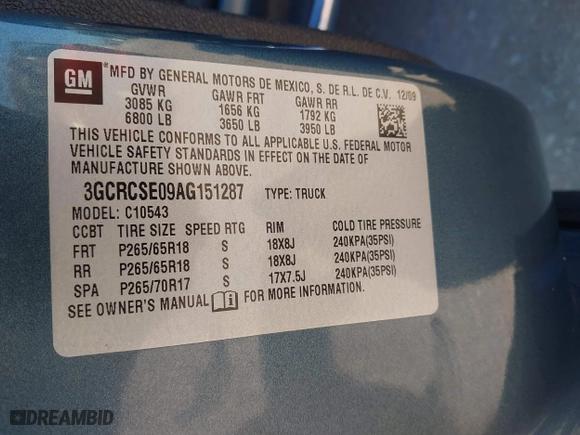 GM
*MFD BY GENERAL MOTORS DE MEXICO, S. DE R.L. DE C.V. 12/09
GVWR GAWR FRT GAWR RR
3085 KG 1656 KG 1792 KG
6800 LB 3650 LB 3950 LB
THIS VEHICLE CONFORMS TO ALL APPLICABLE U.S. FEDERAL MOTOR
VEHICLE SAFETY STANDARDS IN EFFECT ON THE DATE OF
MANUFACTURE SHOWN ABOVE.
3GCRCSE09AG151287 TYPE: TRUCK
MODEL: C10543
CCBT TIRE SIZE SPEED RTG RIM COLD TIRE PRESSURE
FRT P265/65R18 S 18X8J 240KPA(35PSI)
RR P265/65R18 S 18X8J 240KPA(35PSI)
SPA P265/70R17 S 17X7.5J 240KPA(35PSI)
SEE OWNER'S MANUAL FOR MORE INFORMATION.
DREAMBID